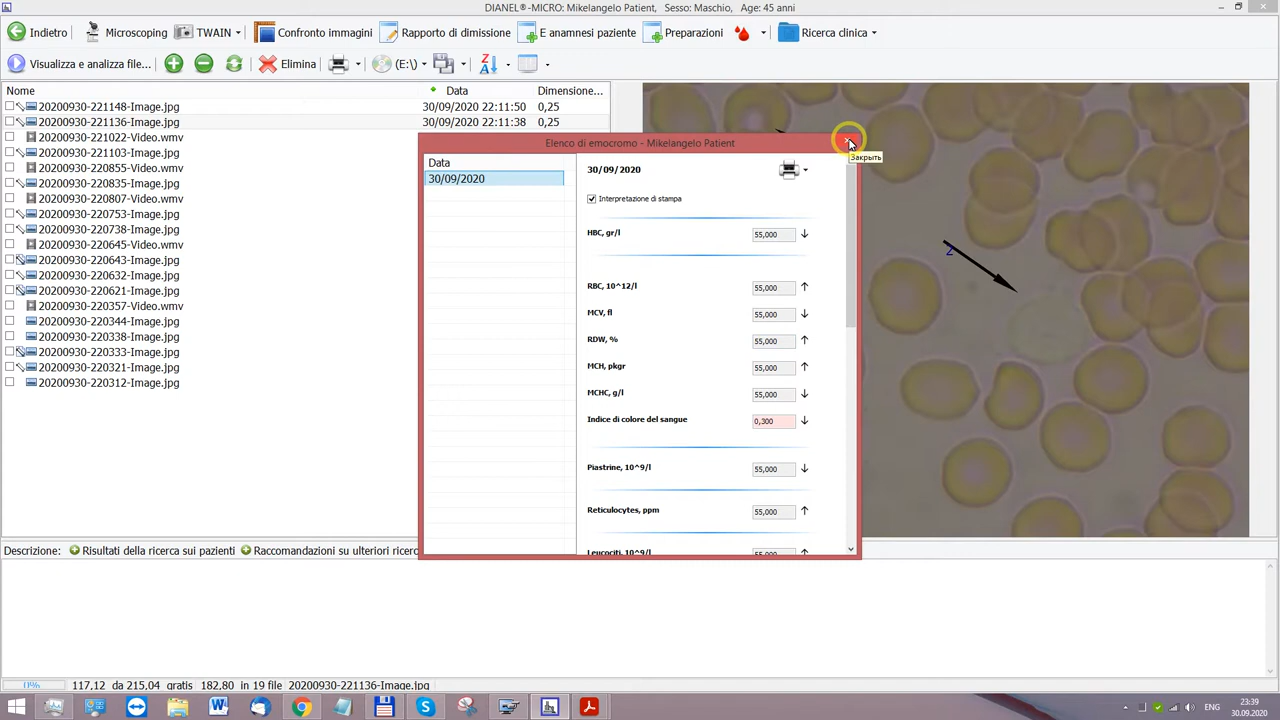 DIANEL®-MICRO: Mikelangelo Patient, Sesso: Maschio, Age: 45 anni
Indietro Microscoping TWAIN Confronto immagini Rapporto di dimissione E anamnesi paziente Preparazioni Ricerca clinica
Visualizza e analizza file... Elimina (E:\)
Nome Data Dimensione...
20200930-221148-Image.jpg 30/09/2020 22:11:50 0,25
20200930-221136-Image.jpg 30/09/2020 22:11:38 0,25
20200930-221022-Video.wmv
20200930-221103-Image.jpg
20200930-220855-Video.wmv
20200930-220835-Image.jpg
20200930-220807-Video.wmv
20200930-220753-Image.jpg
20200930-220738-Image.jpg
20200930-220645-Video.wmv
20200930-220643-Image.jpg
20200930-220632-Image.jpg
20200930-220621-Image.jpg
20200930-220357-Video.wmv
20200930-220344-Image.jpg
20200930-220338-Image.jpg
20200930-220333-Image.jpg
20200930-220321-Image.jpg
20200930-220312-Image.jpg
Elenco di emocromo - Mikelangelo Patient
Закрыть
Data
30/09/2020
30/09/2020
Interpretazione di stampa
HBC, gr/l 55,000
RBC, 10^12/l 55,000
MCV, fl 55,000
RDW, % 55,000
MCH, pkgr 55,000
MCHC, g/l 55,000
Indice di colore del sangue 0,300
Piastrine, 10^9/l 55,000
Reticulocytes, ppm 55,000
Leucociti, 10^9/l 55,000
2
Descrizione: Risultati della ricerca sui pazienti Raccomandazioni su ulteriori ricerc
0% 117,12 da 215,04 gratis 182,80 in 19 file 20200930-221136-Image.jpg
ENG
23:39
30.09.2020